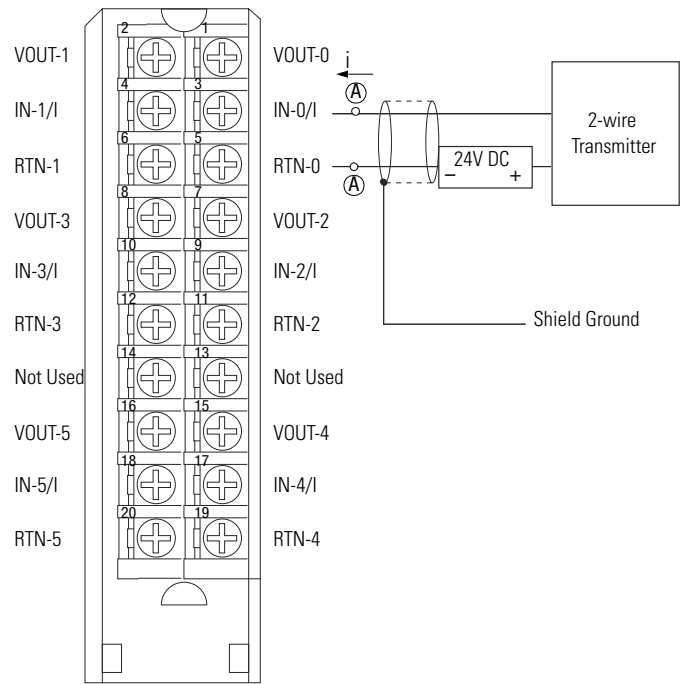 2 1
VOUT-1 VOUT-0 i
4 3 A
IN-1/I IN-0/I
2-wire
Transmitter
6 5
RTN-1 RTN-0 24V DC
– +
A
8 7
VOUT-3 VOUT-2
10 9
IN-3/I IN-2/I
12 11
RTN-3 RTN-2 Shield Ground
14 13
Not Used Not Used
16 15
VOUT-5 VOUT-4
18 17
IN-5/I IN-4/I
20 19
RTN-5 RTN-4